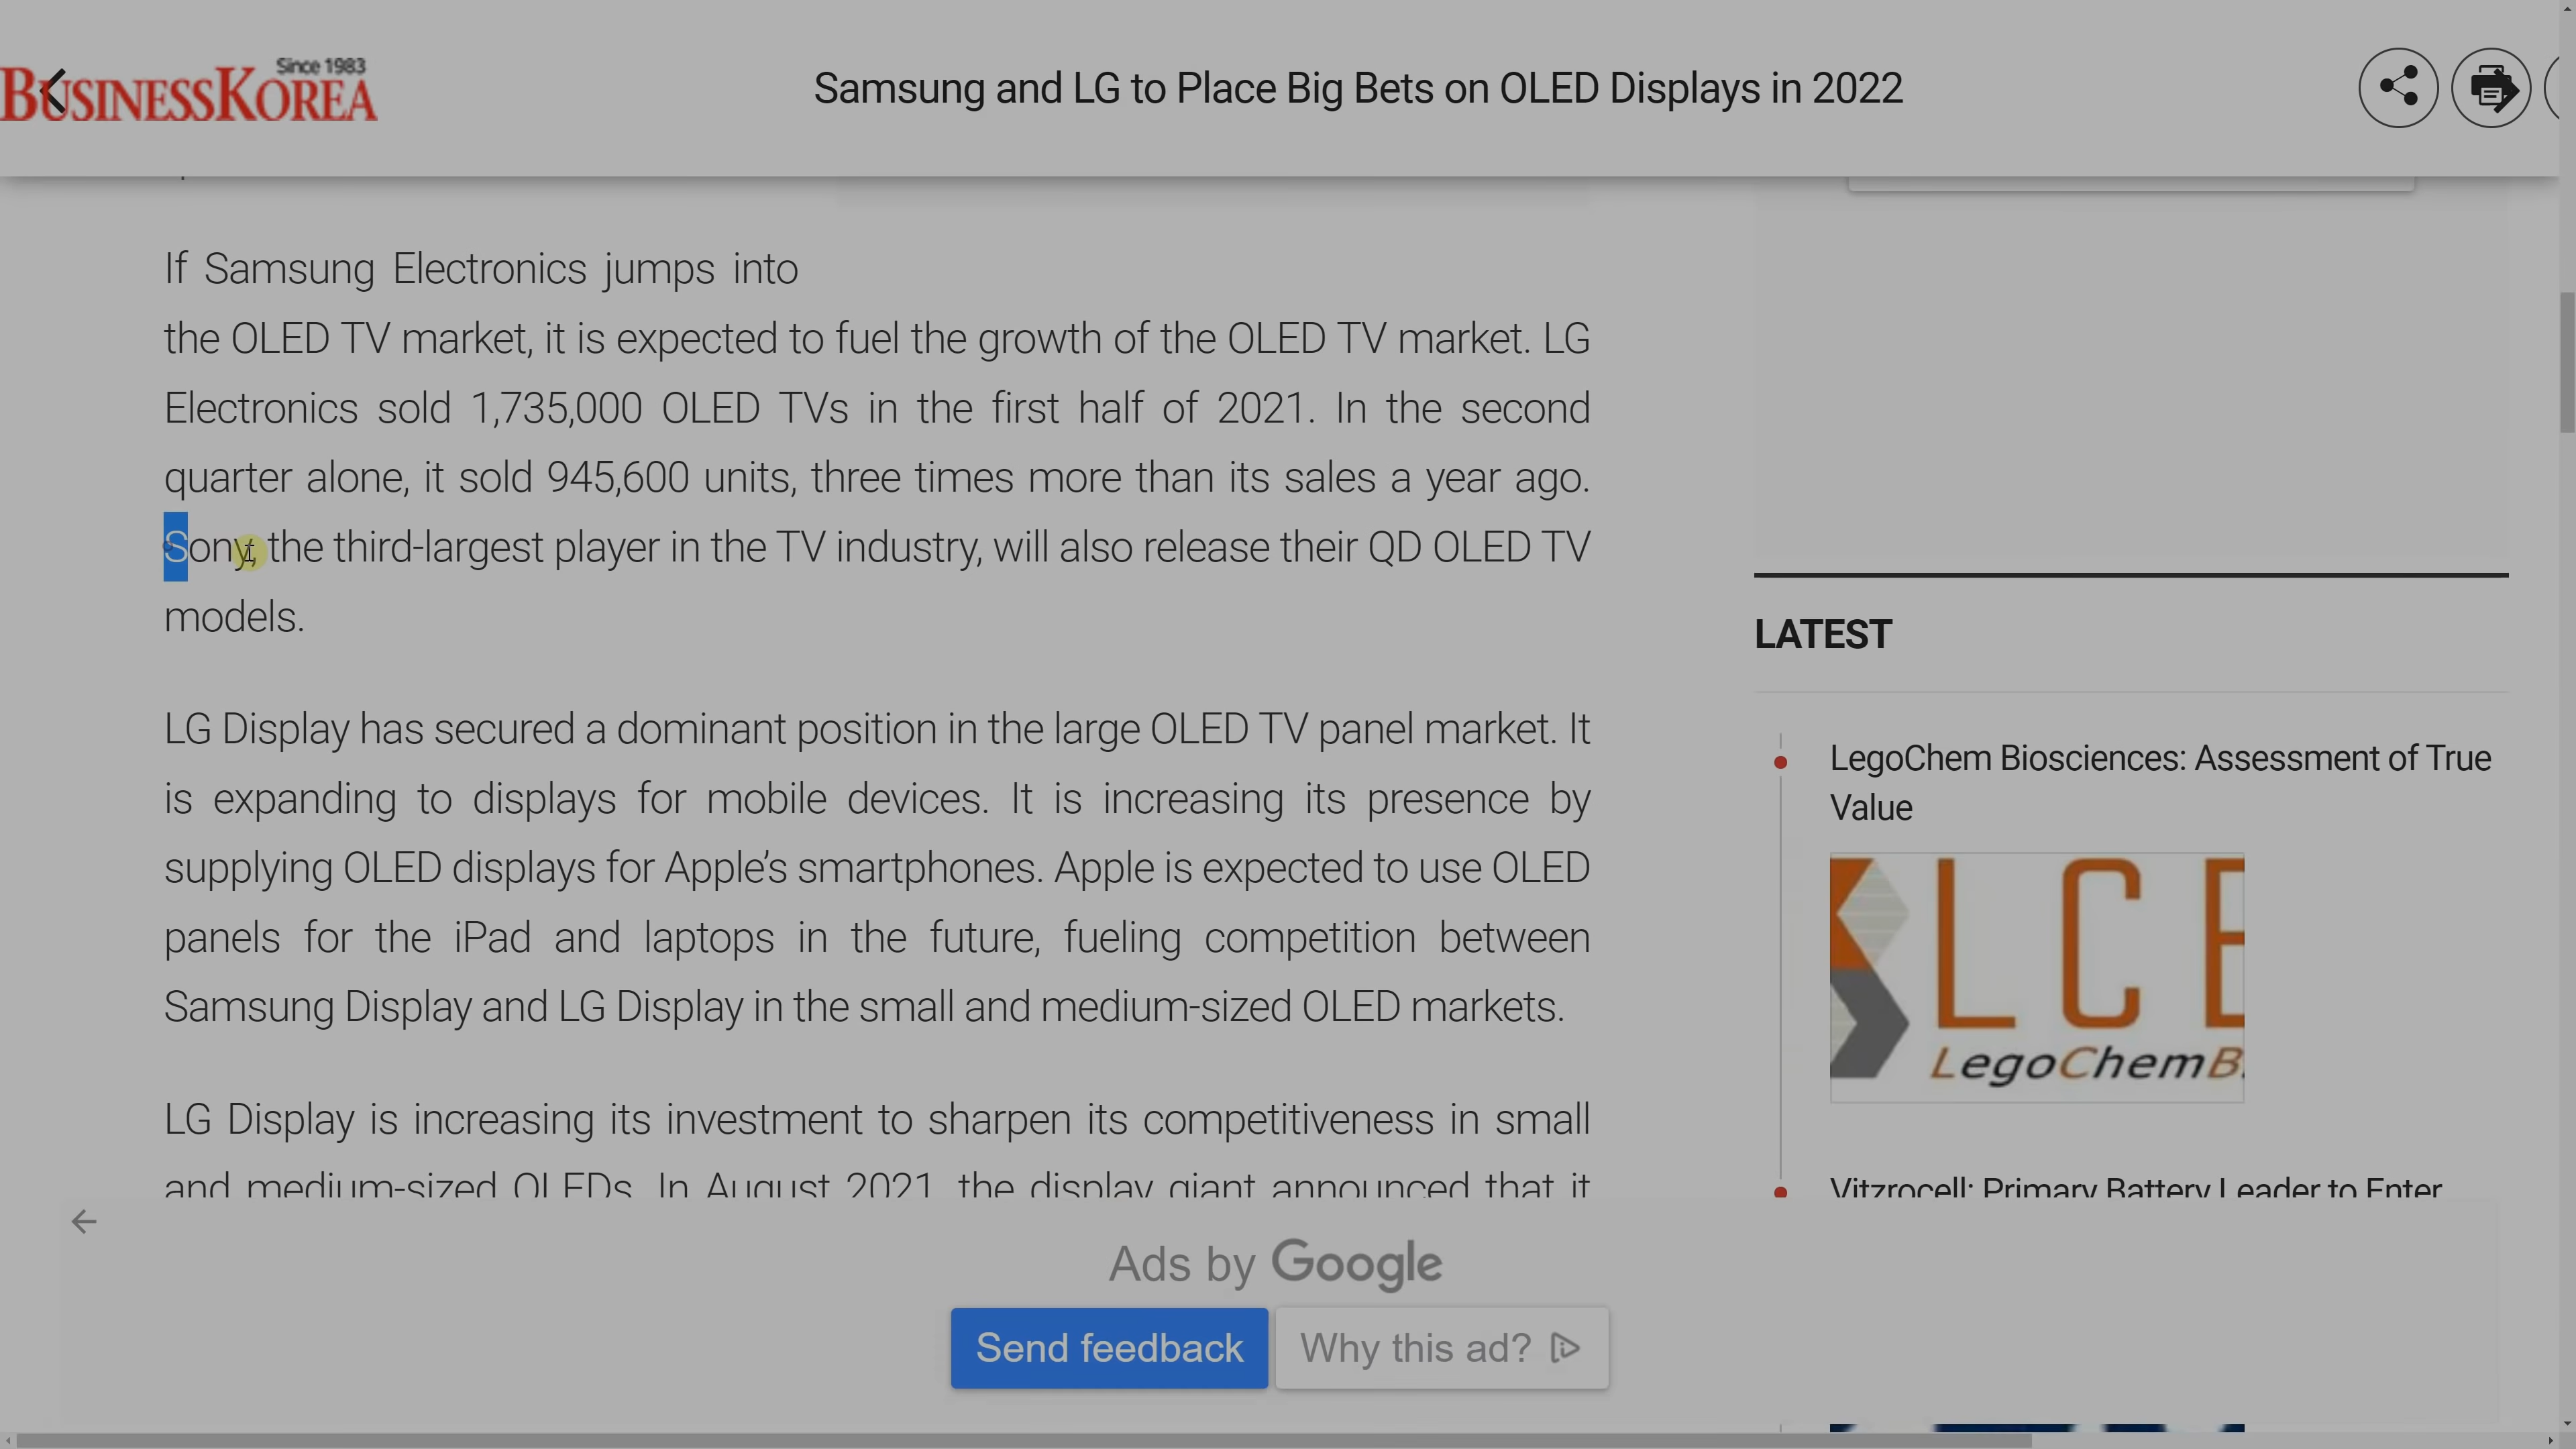 Since 1983
BUSINESSKOREA
Samsung and LG to Place Big Bets on OLED Displays in 2022
If Samsung Electronics jumps into
the OLED TV market, it is expected to fuel the growth of the OLED TV market. LG
Electronics sold 1,735,000 OLED TVs in the first half of 2021. In the second
quarter alone, it sold 945,600 units, three times more than its sales a year ago.
Sony, the third-largest player in the TV industry, will also release their QD OLED TV
models.
LG Display has secured a dominant position in the large OLED TV panel market. It
is expanding to displays for mobile devices. It is increasing its presence by
supplying OLED displays for Apple’s smartphones. Apple is expected to use OLED
panels for the iPad and laptops in the future, fueling competition between
Samsung Display and LG Display in the small and medium-sized OLED markets.
LG Display is increasing its investment to sharpen its competitiveness in small
and medium-sized OLEDs. In August 2021, the display giant announced that it
LATEST
LegoChem Biosciences: Assessment of True
Value
LCB
LegoChemB
Vitzrocell: Primary Battery Leader to Enter
Ads by Google
Send feedback
Why this ad?